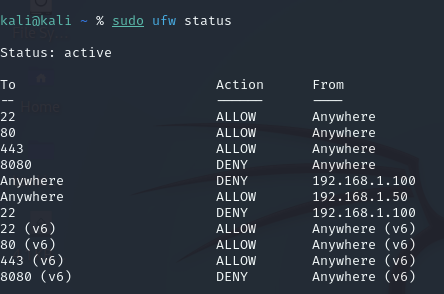 kali@kali ~ % sudo ufw status
Status: active
To Action From
-- ------ ----
22 ALLOW Anywhere
80 ALLOW Anywhere
443 ALLOW Anywhere
8080 DENY Anywhere
Anywhere DENY 192.168.1.100
Anywhere ALLOW 192.168.1.50
22 DENY 192.168.1.100
22 (v6) ALLOW Anywhere (v6)
80 (v6) ALLOW Anywhere (v6)
443 (v6) ALLOW Anywhere (v6)
8080 (v6) DENY Anywhere (v6)
Home